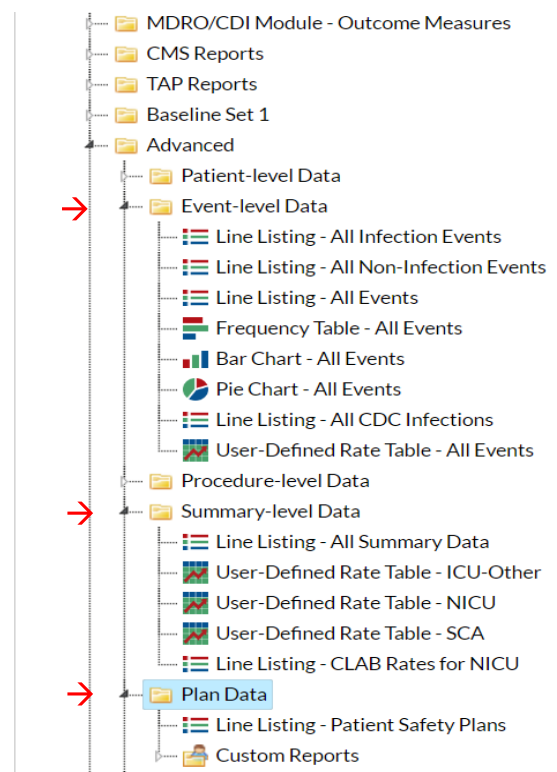 MDRO/CDI Module - Outcome Measures
CMS Reports
TAP Reports
Baseline Set 1
Advanced
Patient-level Data
Event-level Data
Line Listing - All Infection Events
Line Listing - All Non-Infection Events
Line Listing - All Events
Frequency Table - All Events
Bar Chart - All Events
Pie Chart - All Events
Line Listing - All CDC Infections
User-Defined Rate Table - All Events
Procedure-level Data
Summary-level Data
Line Listing - All Summary Data
User-Defined Rate Table - ICU-Other
User-Defined Rate Table - NICU
User-Defined Rate Table - SCA
Line Listing - CLAB Rates for NICU
Plan Data
Line Listing - Patient Safety Plans
Custom Reports